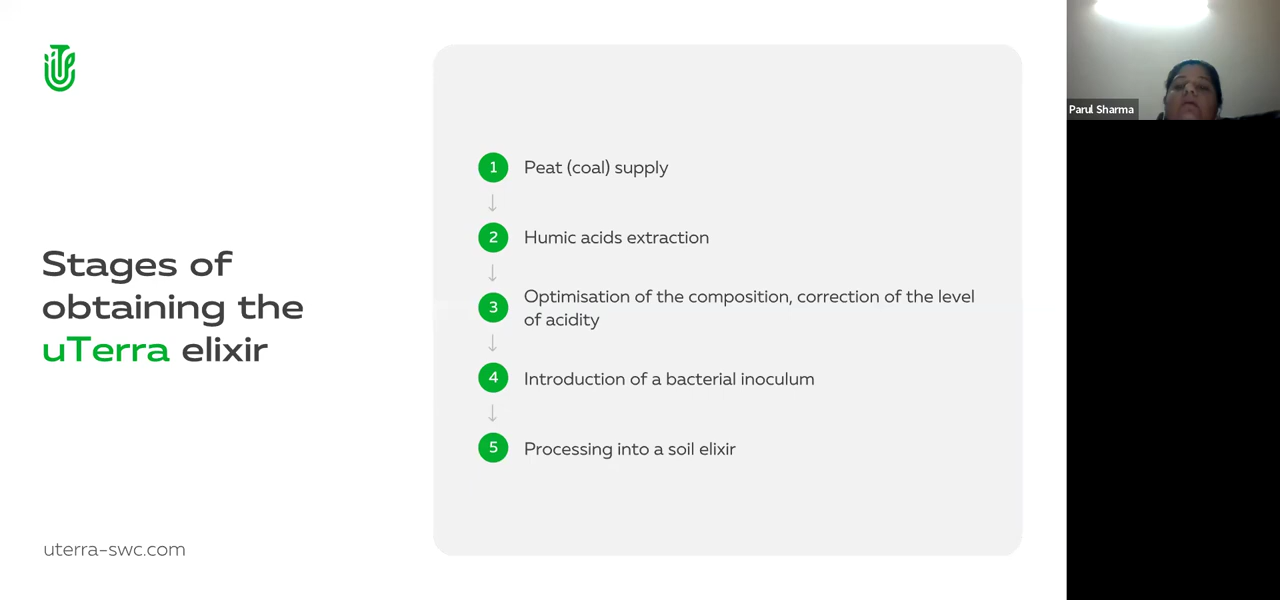 Stages of
obtaining the
uTerra elixir
uterra-swc.com
1 Peat (coal) supply
2 Humic acids extraction
3 Optimisation of the composition, correction of the level
of acidity
4 Introduction of a bacterial inoculum
5 Processing into a soil elixir
Parul Sharma